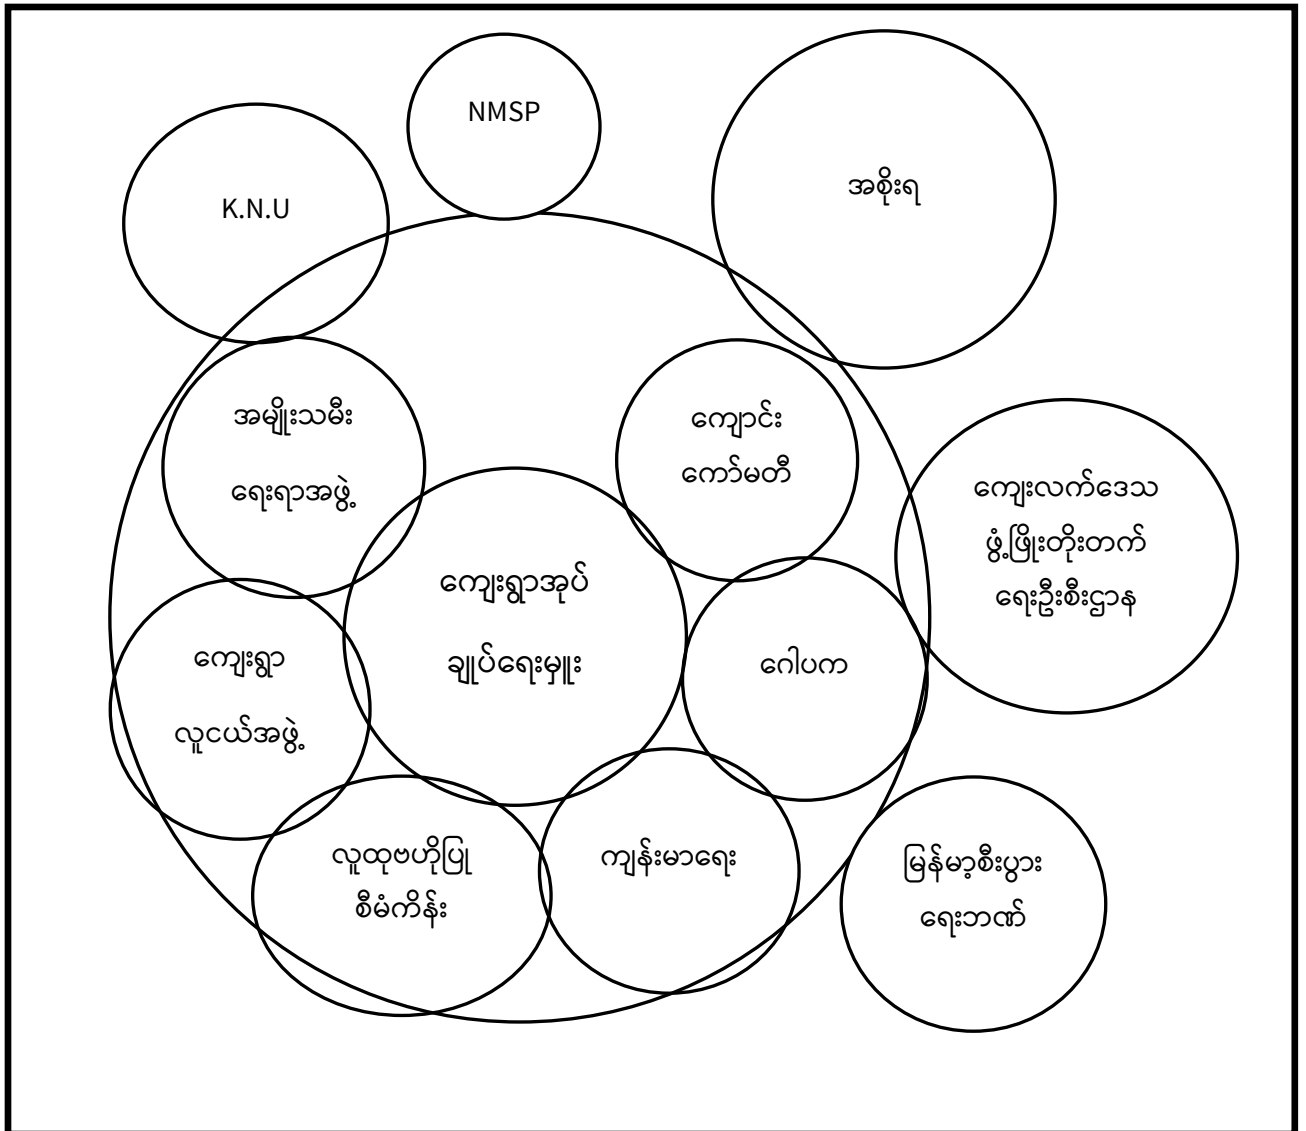 NMSP
K.N.U
အစိုးရ
အမျိုးသမီး
ရေးရာအဖွဲ့
ကျောင်း
ကော်မတီ
ကျေးလက်ဒေသ
ဖွံ့ဖြိုးတိုးတက်
ရေးဦးစီးဌာန
ကျေးရွာအုပ်
ချုပ်ရေးမှူး
ဂေါပက
ကျေးရွာ
လူငယ်အဖွဲ့
လူထုဗဟိုပြု
စီမံကိန်း
ကျန်းမာရေး
မြန်မာ့စီးပွား
ရေးဘဏ်